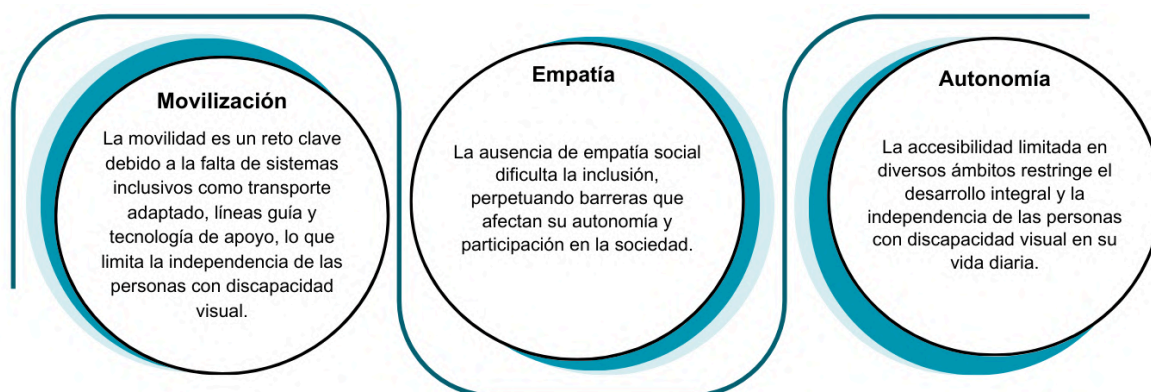 Movilización
La movilidad es un reto clave
debido a la falta de sistemas
inclusivos como transporte
adaptado, líneas guía y
tecnología de apoyo, lo que
limita la independencia de las
personas con discapacidad
visual.
Empatía
La ausencia de empatía social
dificulta la inclusión,
perpetuando barreras que
afectan su autonomía y
participación en la sociedad.
Autonomía
La accesibilidad limitada en
diversos ámbitos restringe el
desarrollo integral y la
independencia de las personas
con discapacidad visual en su
vida diaria.